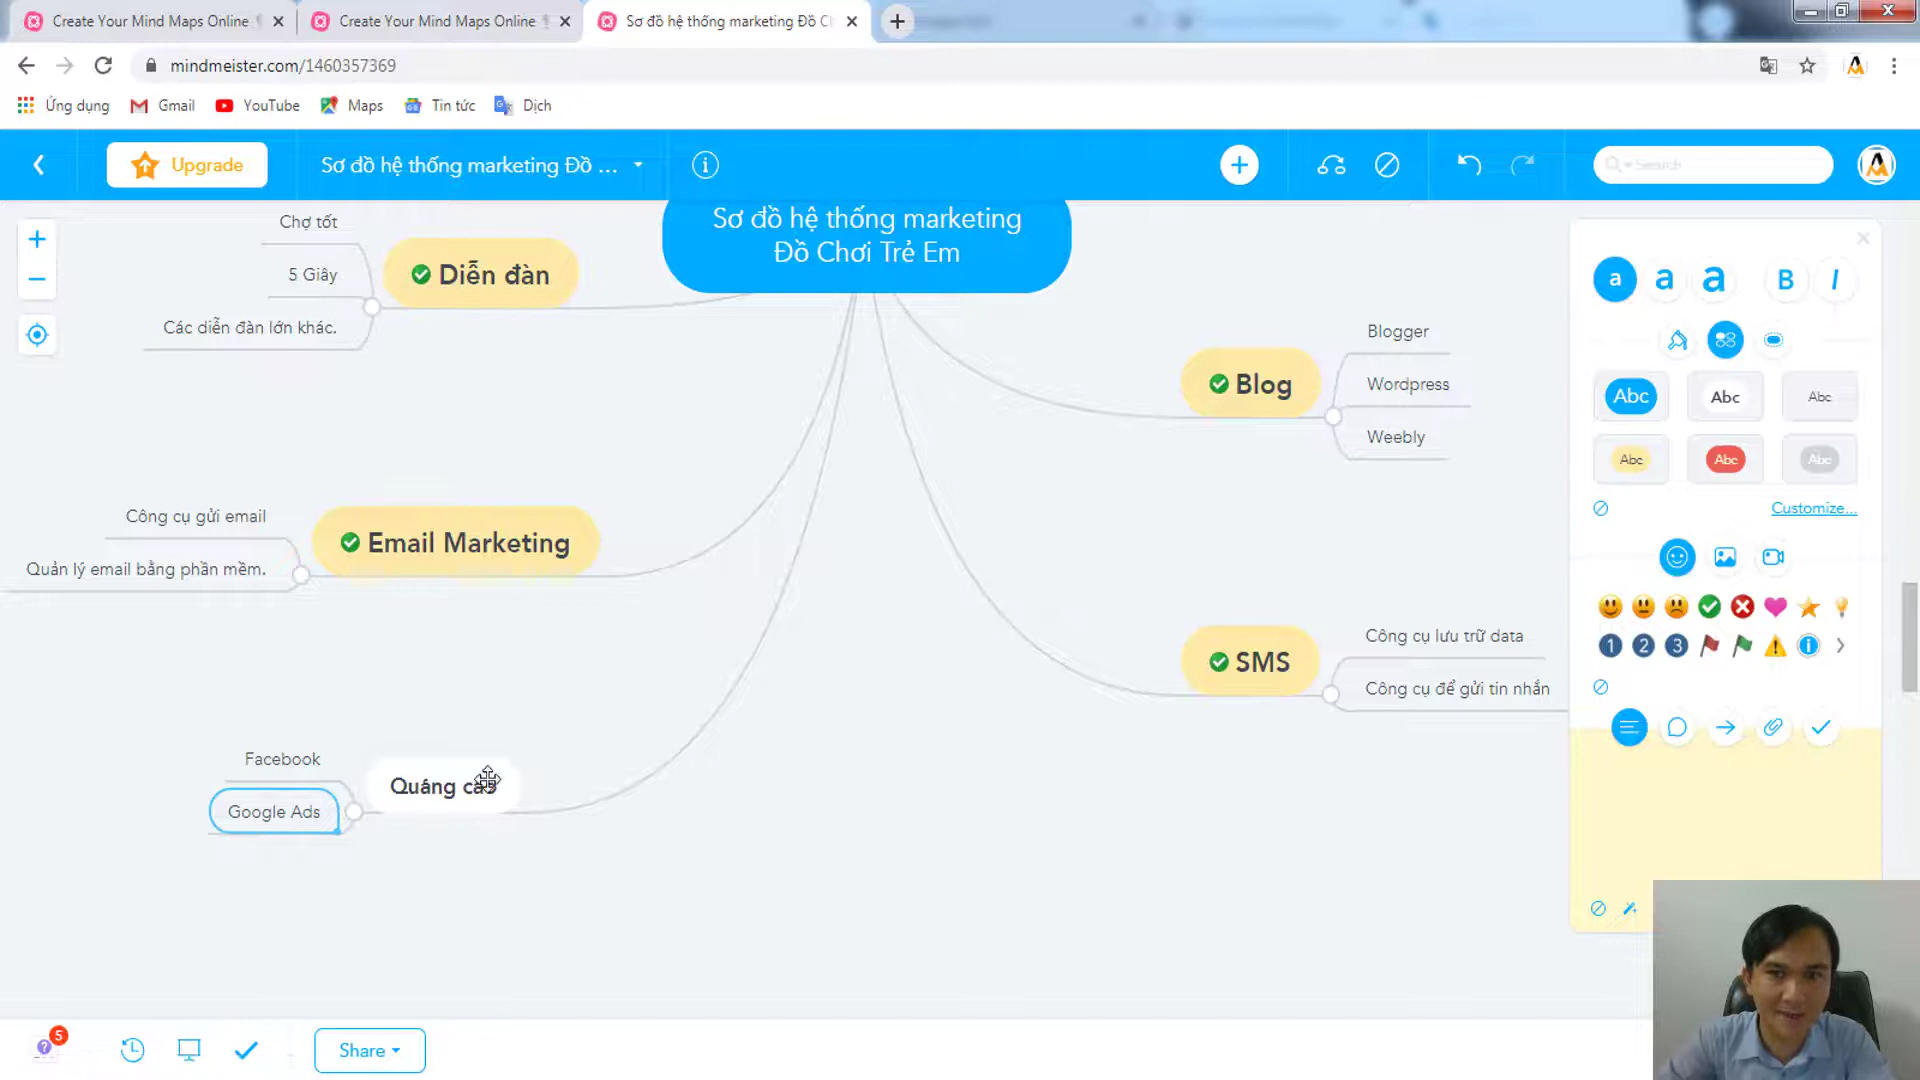 Create Your Mind Maps Online
Create Your Mind Maps Online
Sơ đồ hệ thống marketing Đồ C
mindmeister.com/1460357369
Ứng dụng
Gmail
YouTube
Maps
Tin tức
Dịch
Upgrade
Sơ đồ hệ thống marketing Đồ ...
Search
Sơ đồ hệ thống marketing
Đồ Chơi Trẻ Em
Chợ tốt
5 Giây
Các diễn đàn lớn khác.
Diễn đàn
Blog
Blogger
Wordpress
Weebly
Công cụ gửi email
Quản lý email bằng phần mềm.
Email Marketing
SMS
Công cụ lưu trữ data
Công cụ để gửi tin nhắn
Facebook
Google Ads
Quáng cáo
a a a B I
Abc Abc Abc
Abc Abc Abc
Customize...
1 2 3
5
Share